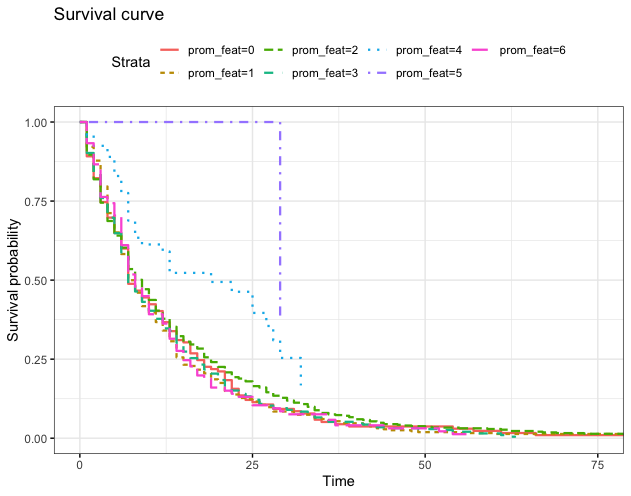 Survival curve
Strata
prom_feat=0 prom_feat=2 prom_feat=4 prom_feat=6
prom_feat=1 prom_feat=3 prom_feat=5
1.00
0.75
0.50
0.25
0.00
Survival probability
0 25 50 75
Time